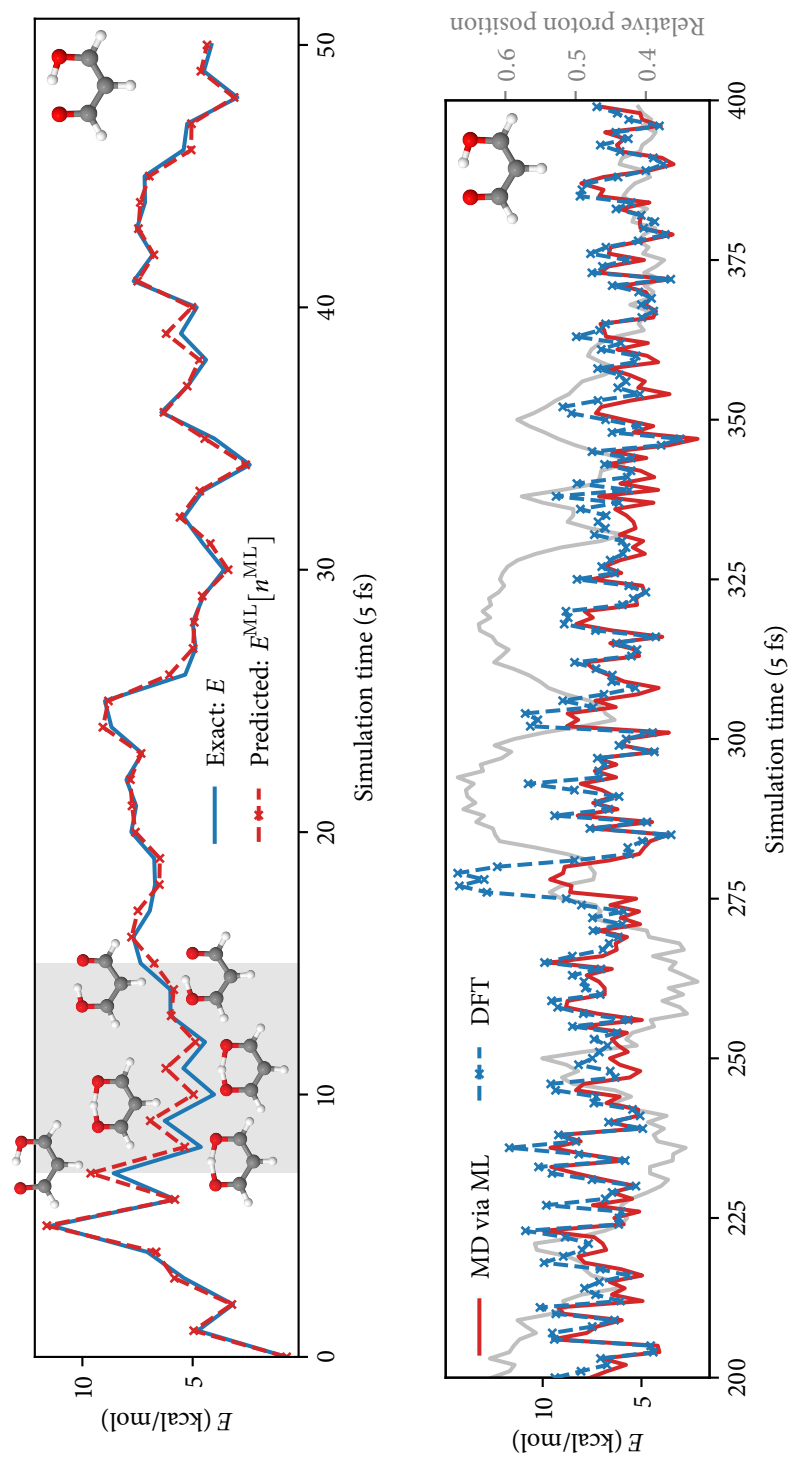 E (kcal/mol)
10
5
Exact: E
Predicted: E^ML[n^ML]
0
10
20
30
40
50
Simulation time (5 fs)
E (kcal/mol)
10
5
MD via ML
DFT
200
225
250
275
300
325
350
375
400
Simulation time (5 fs)
0.6
0.5
0.4
Relative proton position